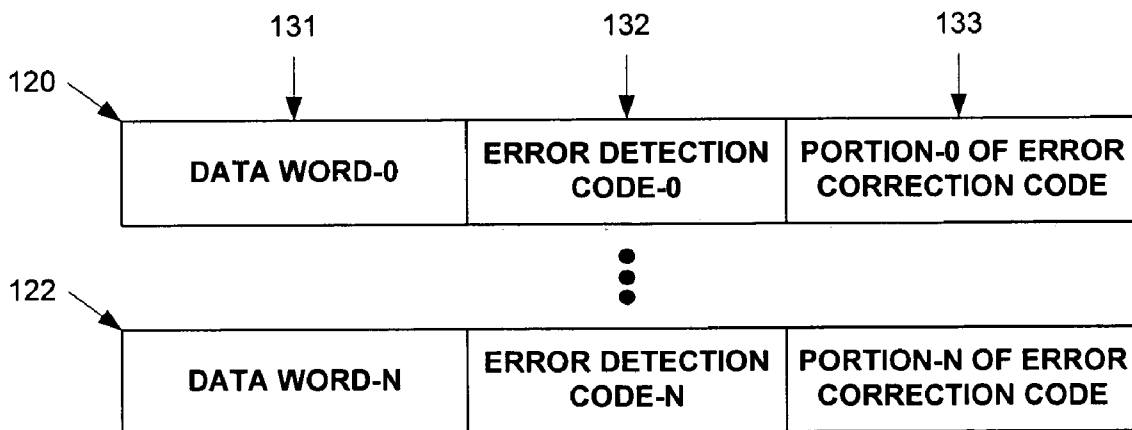 131 132 133
120
DATA WORD-0 ERROR DETECTION CODE-0 PORTION-0 OF ERROR CORRECTION CODE
122
DATA WORD-N ERROR DETECTION CODE-N PORTION-N OF ERROR CORRECTION CODE